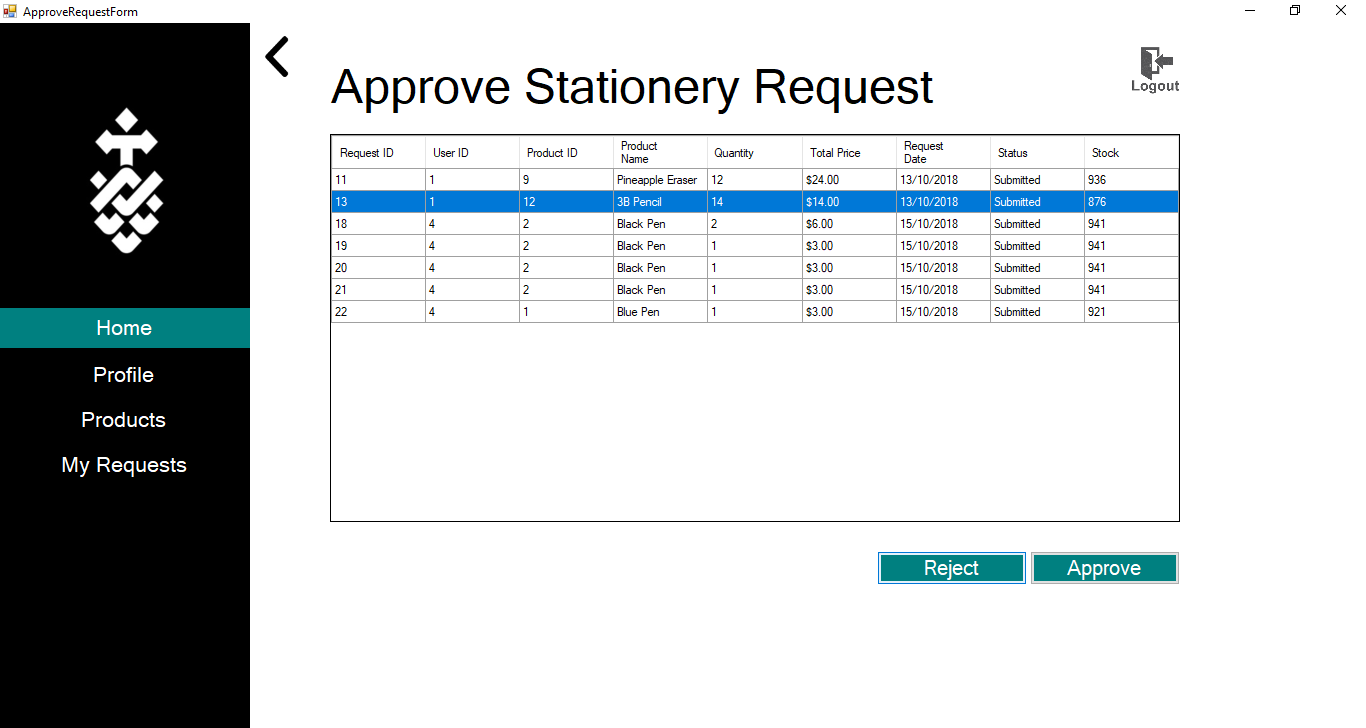 ApproveRequestForm
Approve Stationery Request
Logout
Home
Profile
Products
My Requests
Request ID User ID Product ID Product Name Quantity Total Price Request Date Status Stock
11 1 9 Pineapple Eraser 12 $24.00 13/10/2018 Submitted 936
13 1 12 3B Pencil 14 $14.00 13/10/2018 Submitted 876
18 4 2 Black Pen 2 $6.00 15/10/2018 Submitted 941
19 4 2 Black Pen 1 $3.00 15/10/2018 Submitted 941
20 4 2 Black Pen 1 $3.00 15/10/2018 Submitted 941
21 4 2 Black Pen 1 $3.00 15/10/2018 Submitted 941
22 4 1 Blue Pen 1 $3.00 15/10/2018 Submitted 921
Reject Approve